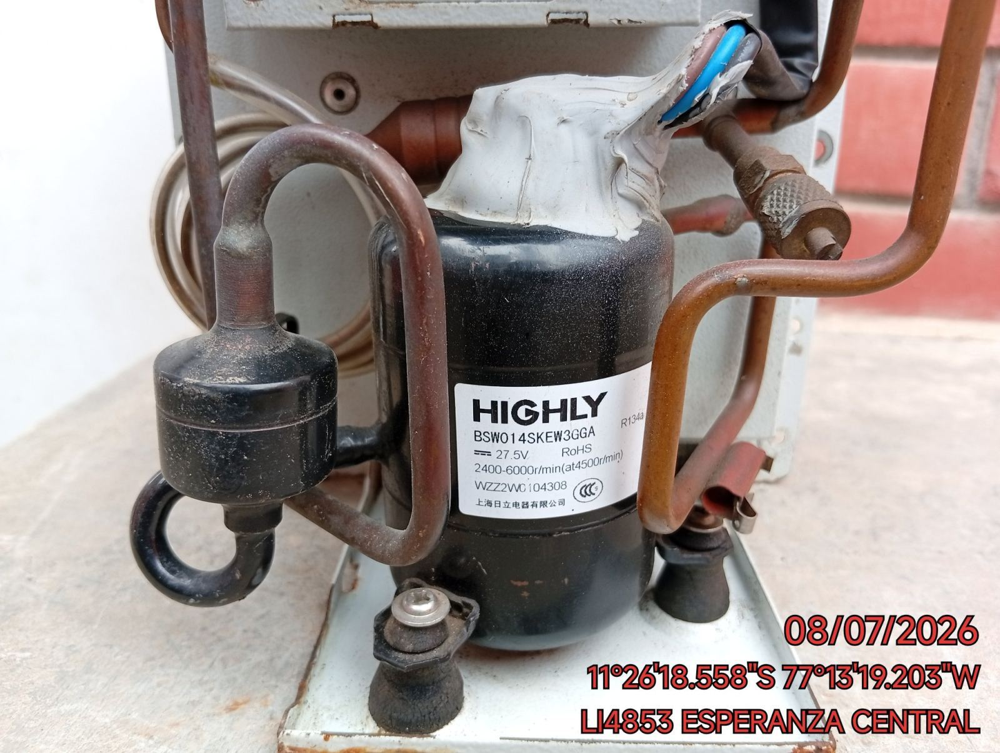 HIGHLY
BSW014SKEW3GGA
R134a
⎓ 27.5V RoHS
2400-6000r/min(at4500r/min)
WZZ2W0104308
CCC S
上海日立电器有限公司
08/07/2026
11°26'18.558"S 77°13'19.203"W
LI4853 ESPERANZA CENTRAL